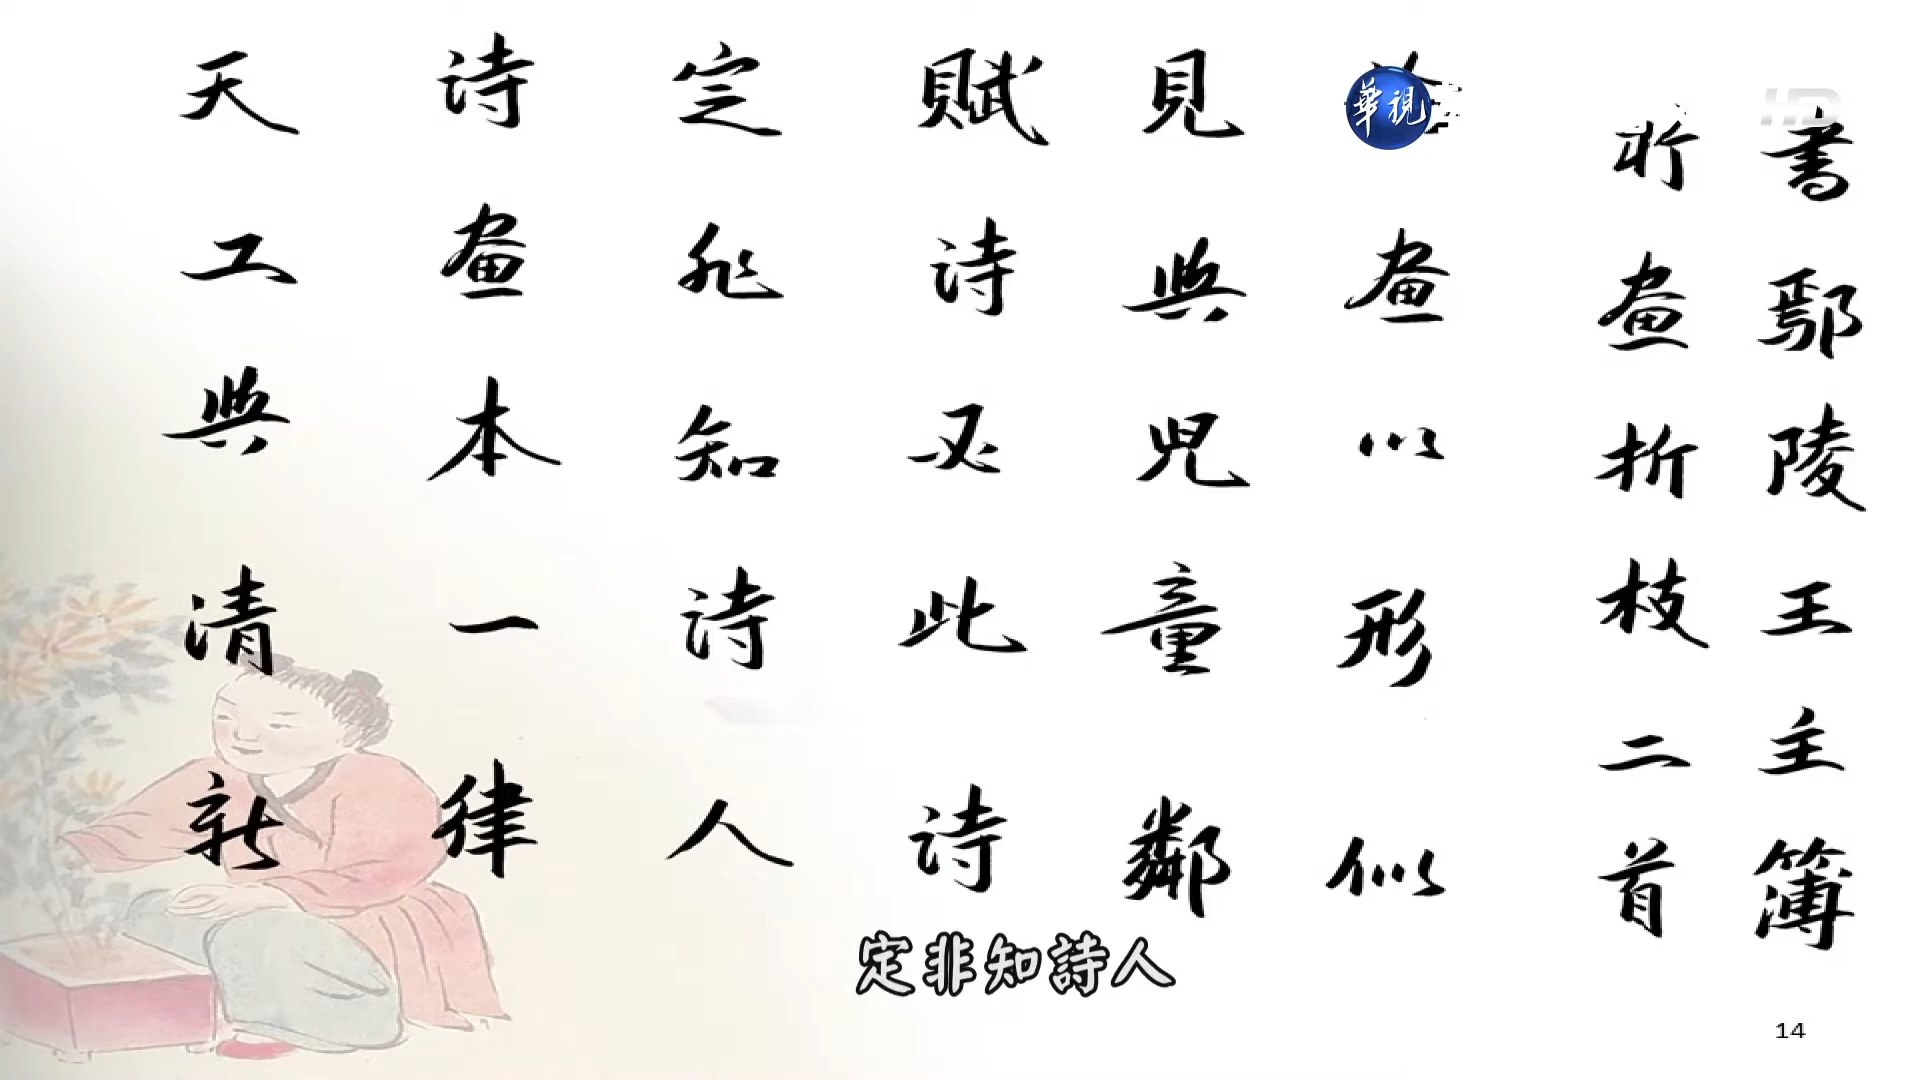 書鄢陵王主簿
所畫折枝二首
畫以形似
見與兒童鄰
賦詩必此詩
定非知詩人
詩畫本一律
天工與清新
華視
HD
定非知詩人
14